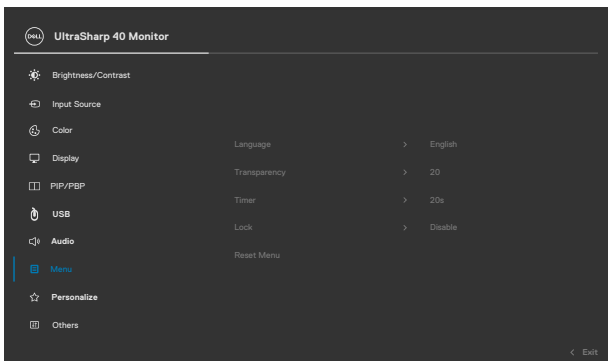 DELL UltraSharp 40 Monitor
Brightness/Contrast
Input Source
Color
Display
PIP/PBP
USB
Audio
Menu
Personalize
Others
Language > English
Transparency > 20
Timer > 20s
Lock > Disable
Reset Menu
< Exit